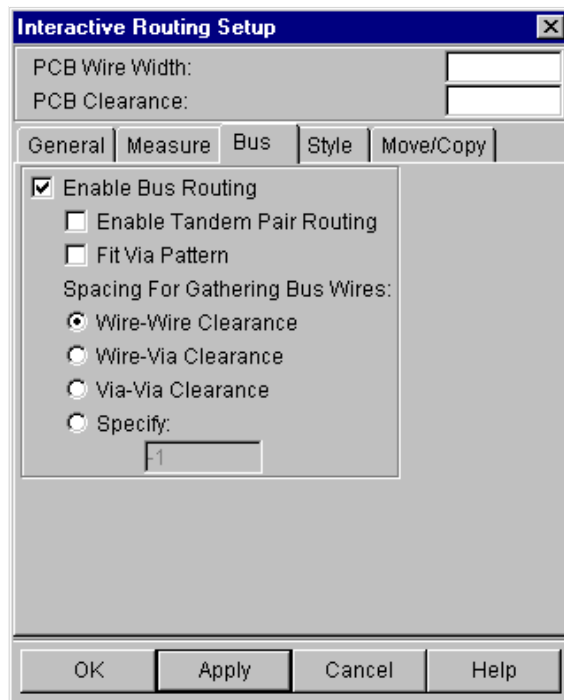 Interactive Routing Setup
PCB Wire Width:
PCB Clearance:
General Measure Bus Style Move/Copy
Enable Bus Routing
Enable Tandem Pair Routing
Fit Via Pattern
Spacing For Gathering Bus Wires:
Wire-Wire Clearance
Wire-Via Clearance
Via-Via Clearance
Specify:
-1
OK Apply Cancel Help